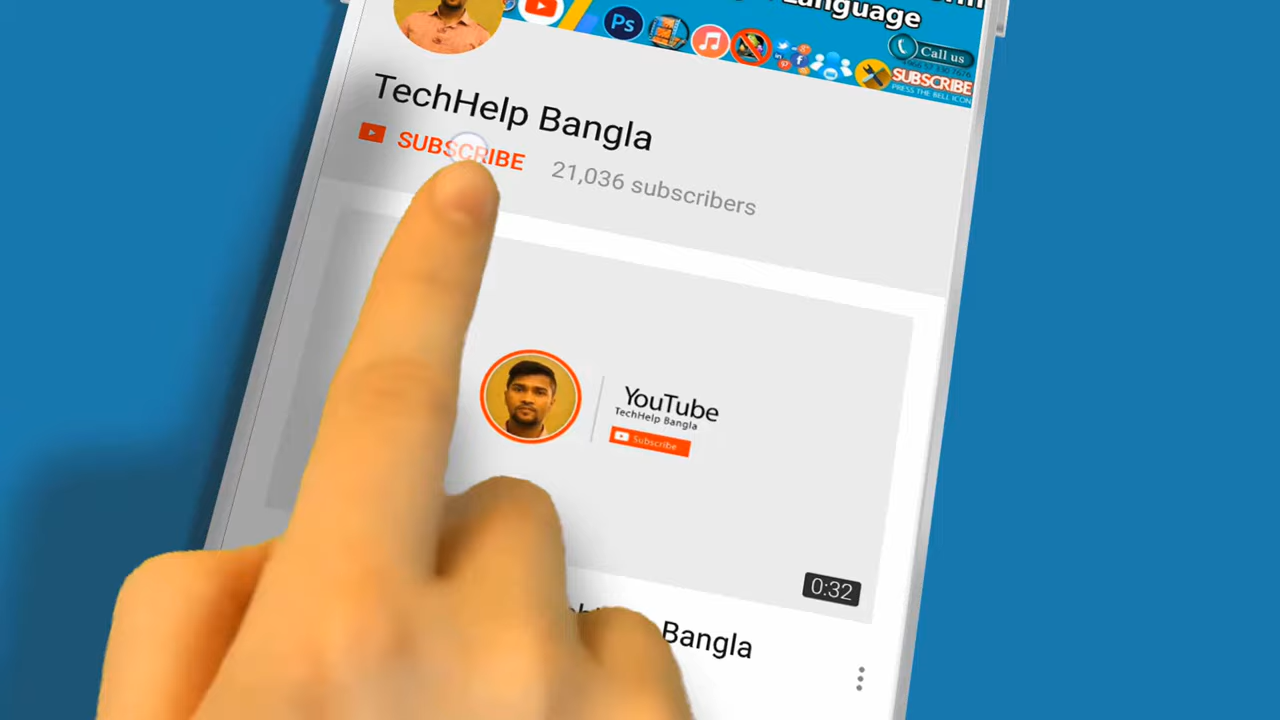 Language
Ps
Call us
SUBSCRIBE
PRESS THE BELL ICON
TechHelp Bangla
SUBSCRIBE 21,036 subscribers
YouTube
TechHelp Bangla
Subscribe
0:32
Bangla